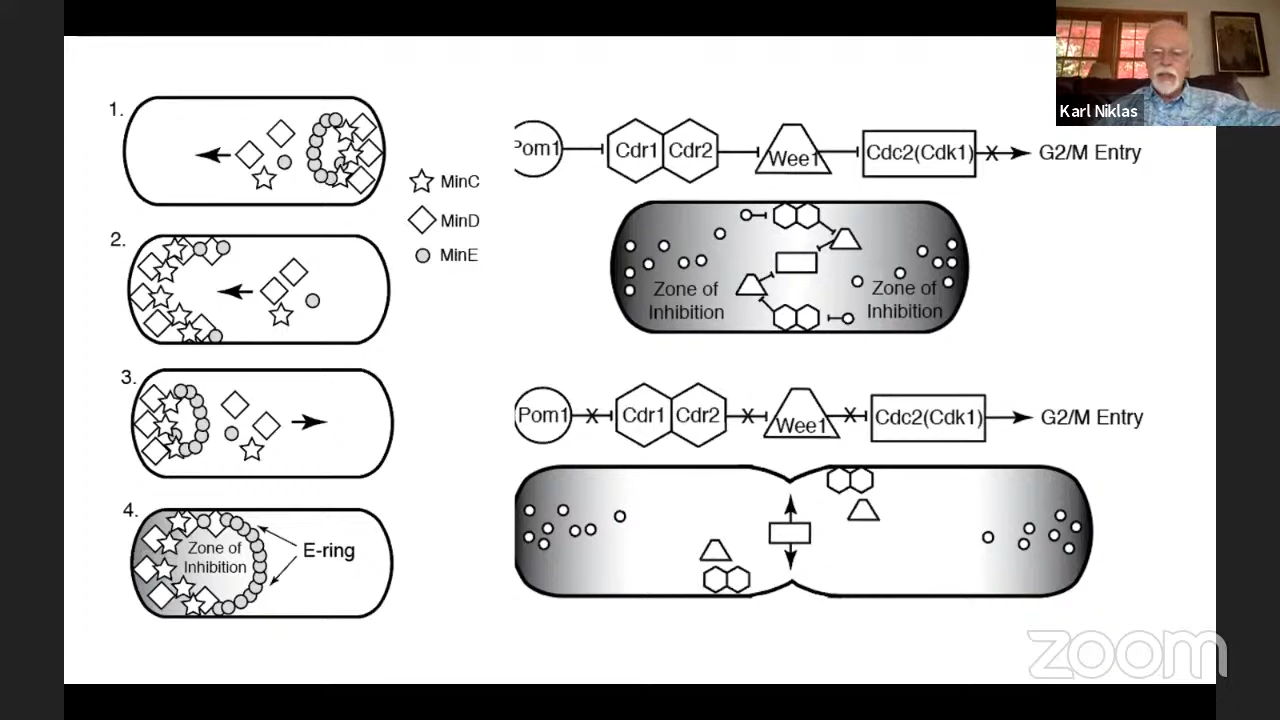 1.
2.
3.
4.
MinC
MinD
MinE
Zone of
Inhibition
E-ring
Pom1
Cdr1
Cdr2
Wee1
Cdc2(Cdk1)
G2/M Entry
Zone of
Inhibition
Zone of
Inhibition
Pom1
Cdr1
Cdr2
Wee1
Cdc2(Cdk1)
G2/M Entry
Karl Niklas
zoom